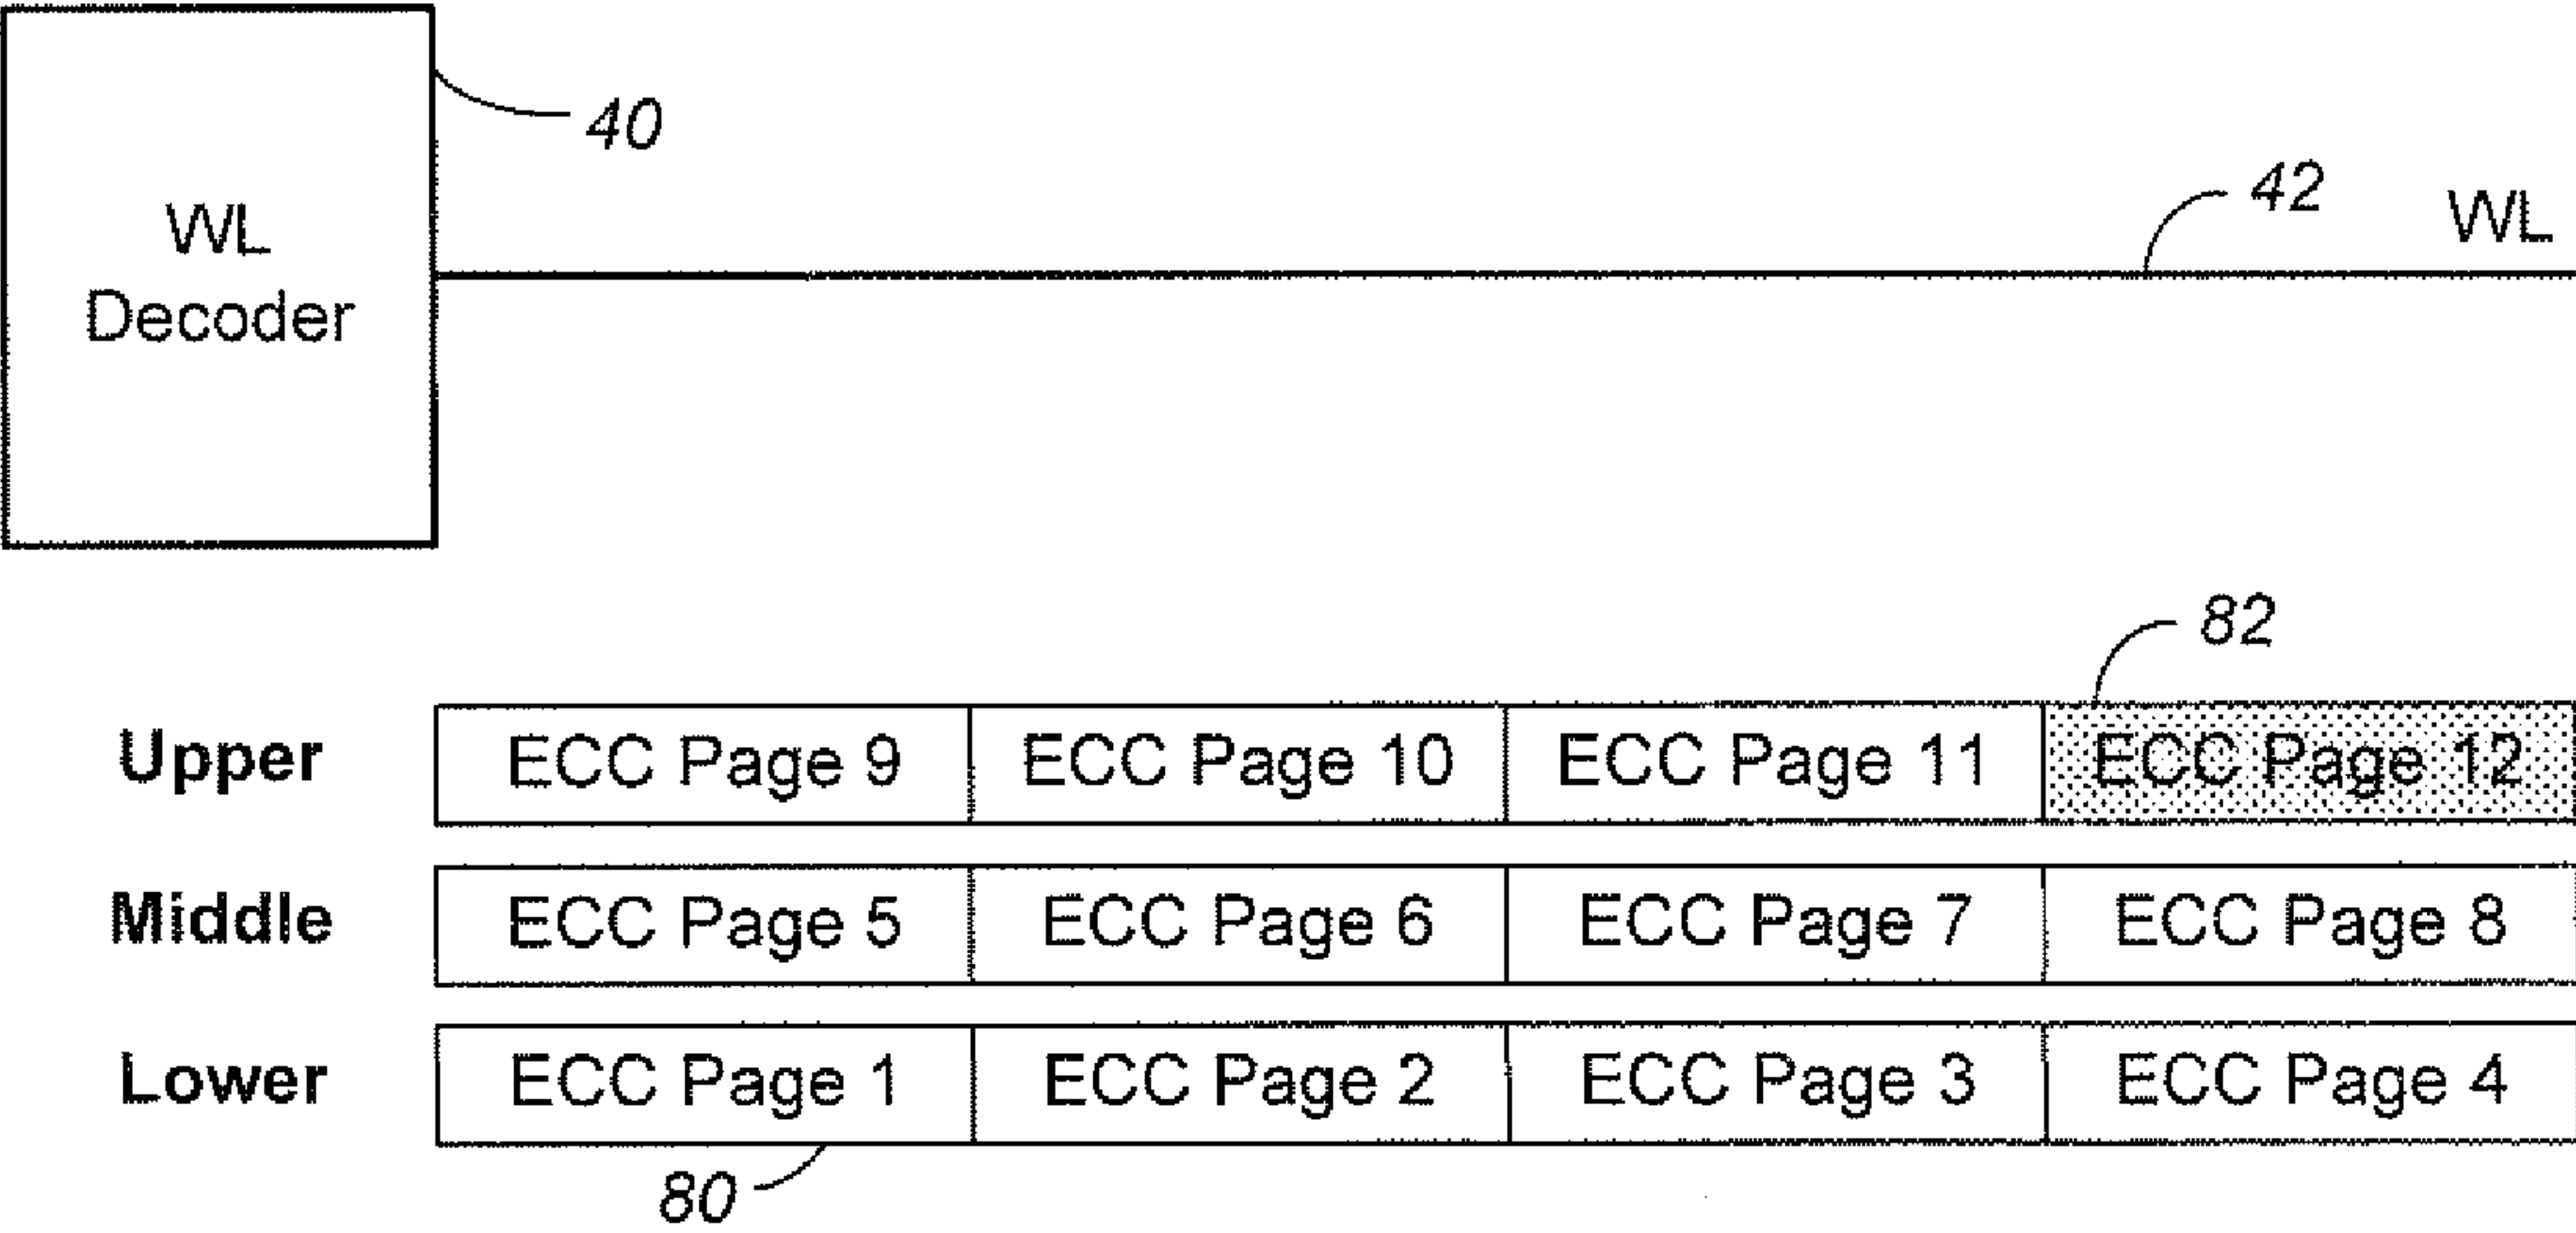 40
WL
Decoder
42
WL
82
Upper ECC Page 9 ECC Page 10 ECC Page 11 ECC Page 12
Middle ECC Page 5 ECC Page 6 ECC Page 7 ECC Page 8
Lower ECC Page 1 ECC Page 2 ECC Page 3 ECC Page 4
80